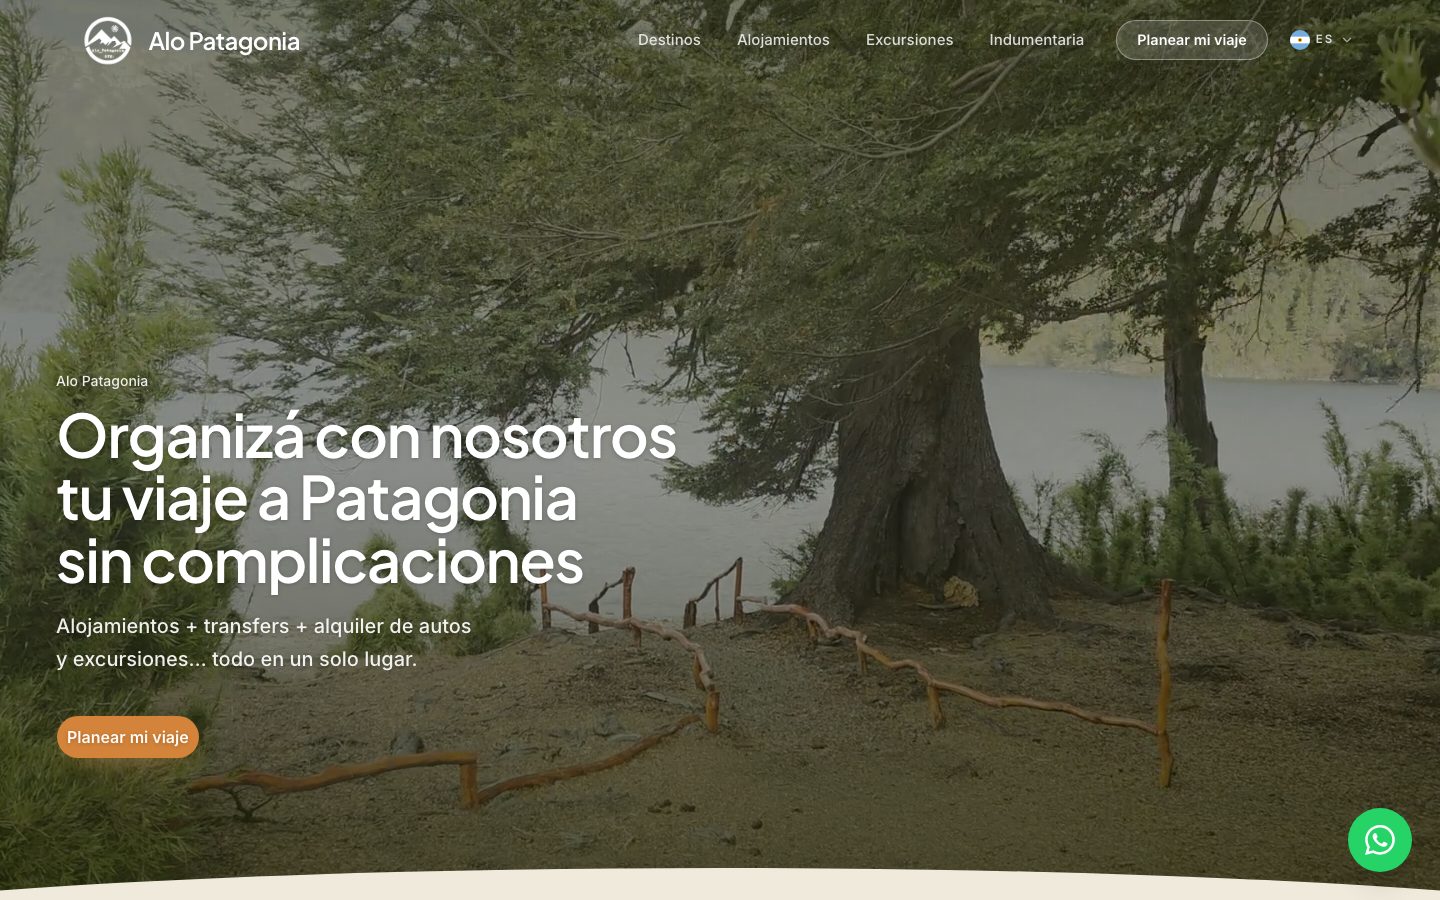 Alo Patagonia
Destinos
Alojamientos
Excursiones
Indumentaria
Planear mi viaje
ES
Alo Patagonia
Organizá con nosotros
tu viaje a Patagonia
sin complicaciones
Alojamientos + transfers + alquiler de autos
y excursiones... todo en un solo lugar.
Planear mi viaje